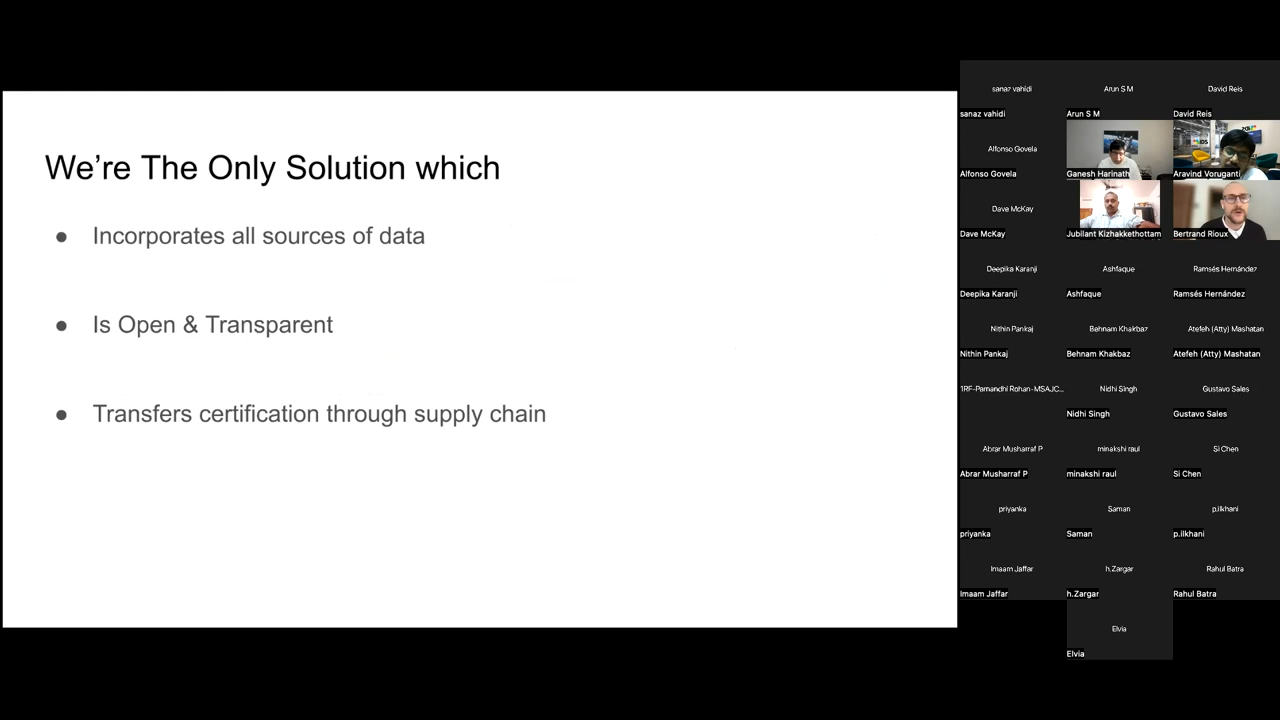 We're The Only Solution which
● Incorporates all sources of data
● Is Open & Transparent
● Transfers certification through supply chain
sanaz vahidi
sanaz vahidi
Arun S M
Arun S M
David Reis
David Reis
Alfonso Govela
Alfonso Govela
Ganesh Harinath
Aravind Voruganti
Dave McKay
Dave McKay
Jubilant Kizhakkethottam
Bertrand Rioux
Deepika Karanji
Deepika Karanji
Ashfaque
Ashfaque
Ramsés Hernández
Ramsés Hernández
Nithin Pankaj
Nithin Pankaj
Behnam Khakbaz
Behnam Khakbaz
Atefeh (Atty) Mashatan
Atefeh (Atty) Mashatan
1RF-Parnandhi Rohan-MSAJC...
Nidhi Singh
Nidhi Singh
Gustavo Sales
Gustavo Sales
Abrar Musharraf P
Abrar Musharraf P
minakshi raul
minakshi raul
Si Chen
Si Chen
priyanka
priyanka
Saman
Saman
p.ilkhani
p.ilkhani
Imaam Jaffar
Imaam Jaffar
h.Zargar
h.Zargar
Rahul Batra
Rahul Batra
Elvia
Elvia